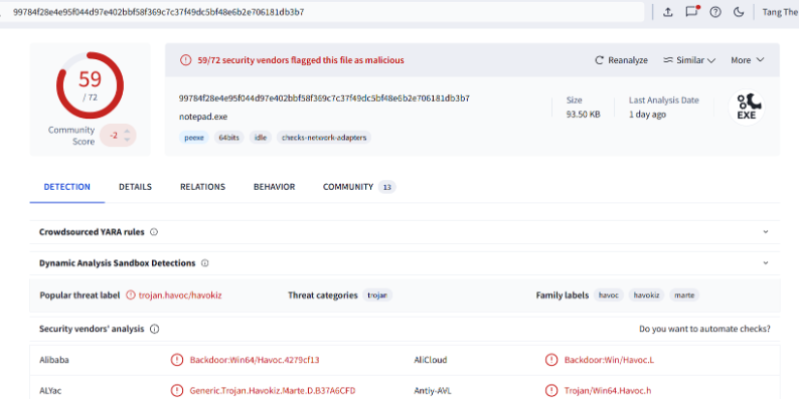 99784f28e4e95f044d97e402bbf58f369c7c37f49dc5bf48e6b2e706181db3b7
Tang The
59
/ 72
Community
Score
-2
59/72 security vendors flagged this file as malicious
Reanalyze
Similar
More
99784f28e4e95f044d97e402bbf58f369c7c37f49dc5bf48e6b2e706181db3b7
notepad.exe
peexe 64bits idle checks-network-adapters
Size
93.50 KB
Last Analysis Date
1 day ago
EXE
DETECTION DETAILS RELATIONS BEHAVIOR COMMUNITY 13
Crowdsourced YARA rules
Dynamic Analysis Sandbox Detections
Popular threat label trojan.havoc/havokiz Threat categories trojan Family labels havoc havokiz marte
Security vendors' analysis Do you want to automate checks?
Alibaba Backdoor:Win64/Havoc.4279cf13 AliCloud Backdoor:Win/Havoc.L
ALYac Generic.Trojan.Havokiz.Marte.D.B37A6CFD Antiy-AVL Trojan/Win64.Havoc.h